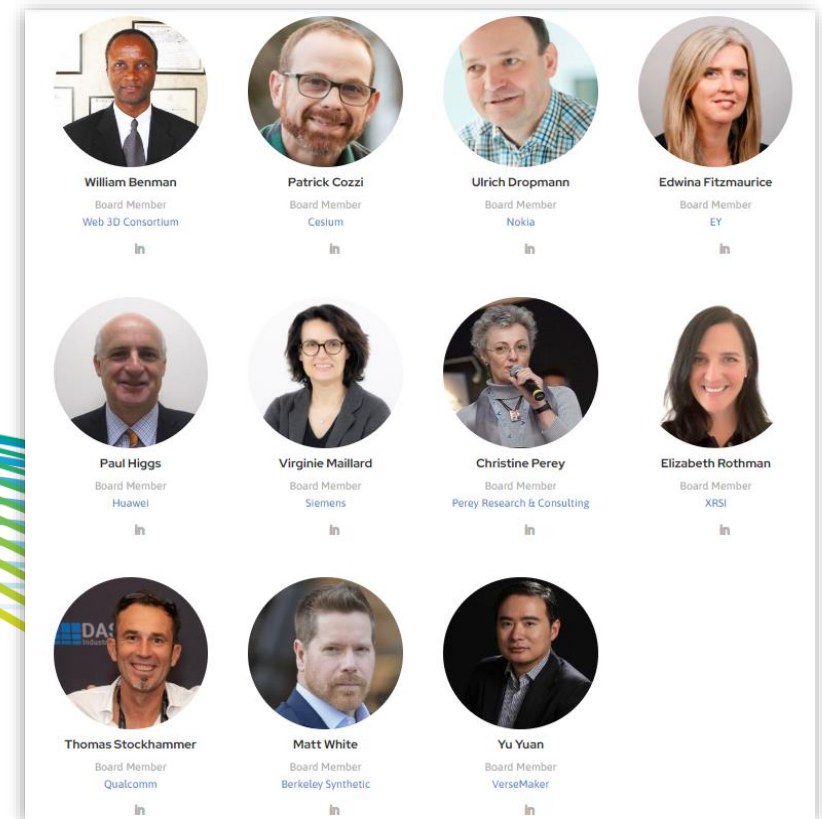 William Benman
Board Member
Web 3D Consortium
in
Patrick Cozzi
Board Member
Cesium
in
Ulrich Dropmann
Board Member
Nokia
in
Edwina Fitzmaurice
Board Member
EY
in
Paul Higgs
Board Member
Huawei
in
Virginie Maillard
Board Member
Siemens
in
Christine Perey
Board Member
Perey Research & Consulting
in
Elizabeth Rothman
Board Member
XRSI
in
DAS
Indust
Thomas Stockhammer
Board Member
Qualcomm
in
Matt White
Board Member
Berkeley Synthetic
in
Yu Yuan
Board Member
VerseMaker
in